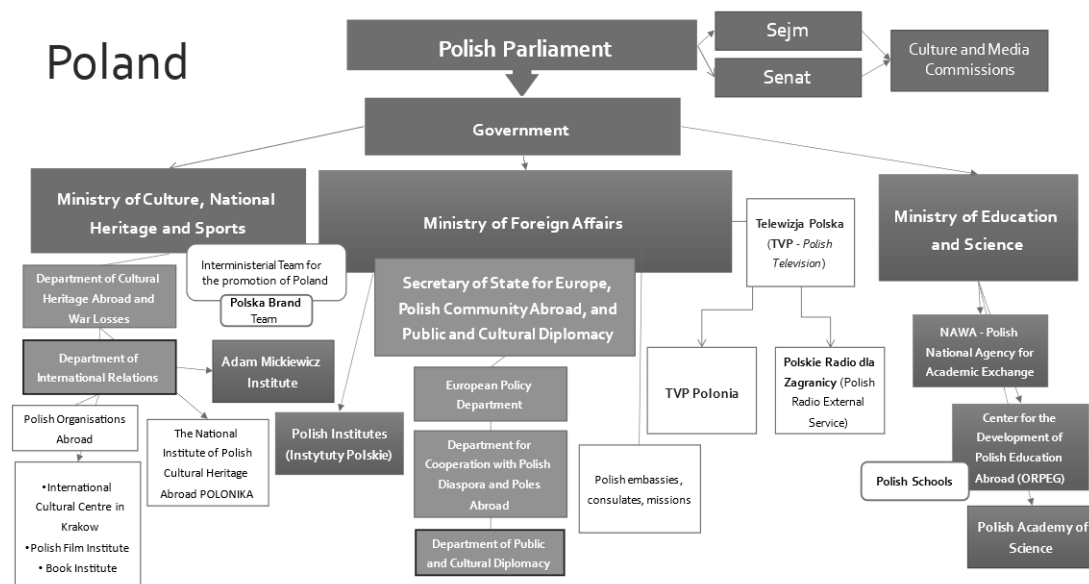 Poland
Polish Parliament
Sejm
Senat
Culture and Media
Commissions
Government
Ministry of Culture, National
Heritage and Sports
Ministry of Foreign Affairs
Telewizja Polska
(TVP - Polish
Television)
Ministry of Education
and Science
Interministerial Team for
the promotion of Poland
Polska Brand
Team
Department of Cultural
Heritage Abroad and
War Losses
Secretary of State for Europe,
Polish Community Abroad, and
Public and Cultural Diplomacy
Department of
International Relations
Adam Mickiewicz
Institute
TVP Polonia
Polskie Radio dla
Zagranicy (Polish
Radio External
Service)
NAWA - Polish
National Agency for
Academic Exchange
European Policy
Department
Polish Organisations
Abroad
The National
Institute of Polish
Cultural Heritage
Abroad POLONIKA
Polish Institutes
(Instytuty Polskie)
Department for
Cooperation with Polish
Diaspora and Poles
Abroad
Polish embassies,
consulates, missions
Center for the
Development of
Polish Education
Abroad (ORPEG)
Polish Schools
•International
Cultural Centre in
Krakow
•Polish Film Institute
• Book Institute
Department of Public
and Cultural Diplomacy
Polish Academy of
Science